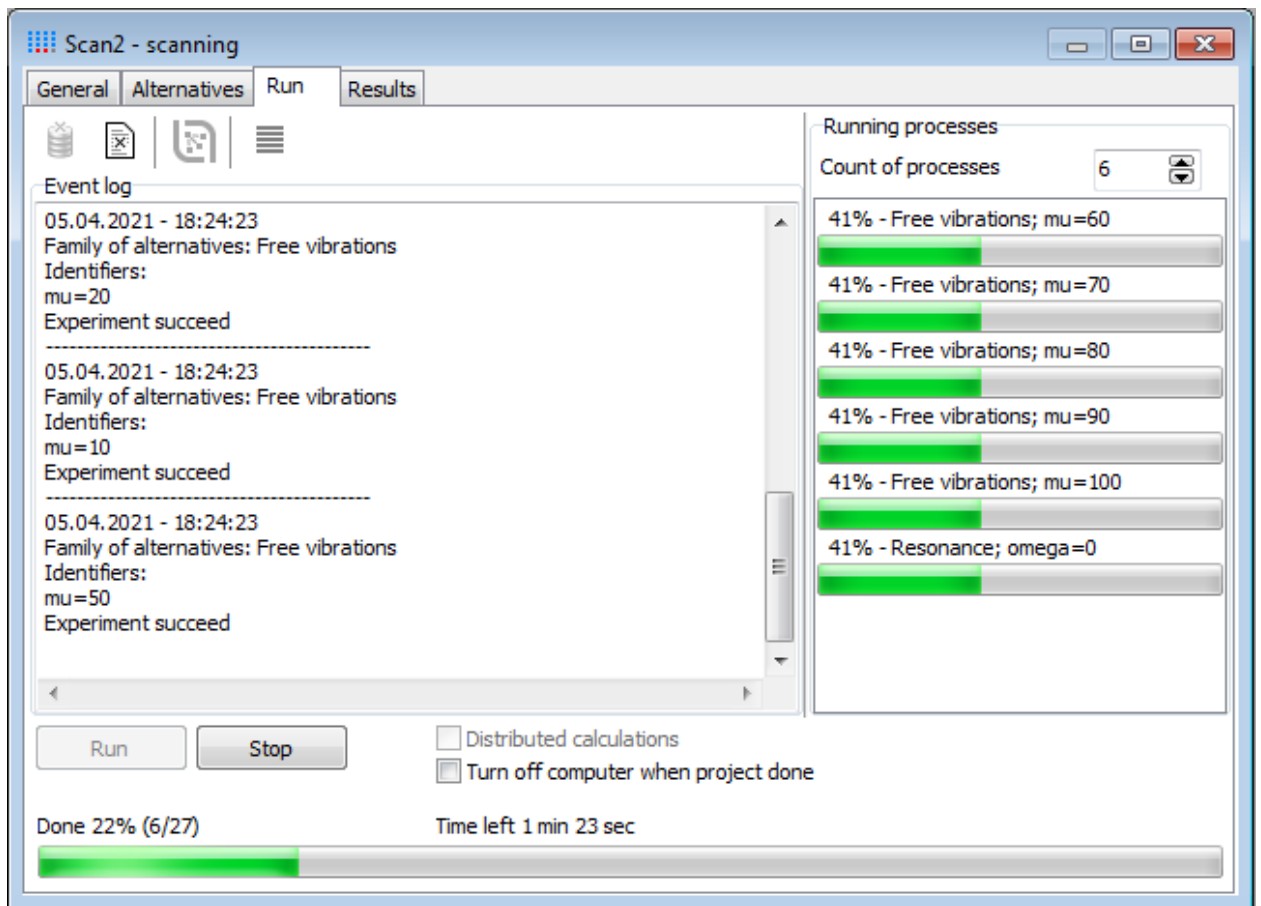 Scan2 - scanning
General Alternatives Run Results
Event log
05.04.2021 - 18:24:23
Family of alternatives: Free vibrations
Identifiers:
mu=20
Experiment succeed
------------------------------------------
05.04.2021 - 18:24:23
Family of alternatives: Free vibrations
Identifiers:
mu=10
Experiment succeed
------------------------------------------
05.04.2021 - 18:24:23
Family of alternatives: Free vibrations
Identifiers:
mu=50
Experiment succeed
Running processes
Count of processes 6
41% - Free vibrations; mu=60
41% - Free vibrations; mu=70
41% - Free vibrations; mu=80
41% - Free vibrations; mu=90
41% - Free vibrations; mu=100
41% - Resonance; omega=0
Run Stop
Distributed calculations
Turn off computer when project done
Done 22% (6/27) Time left 1 min 23 sec